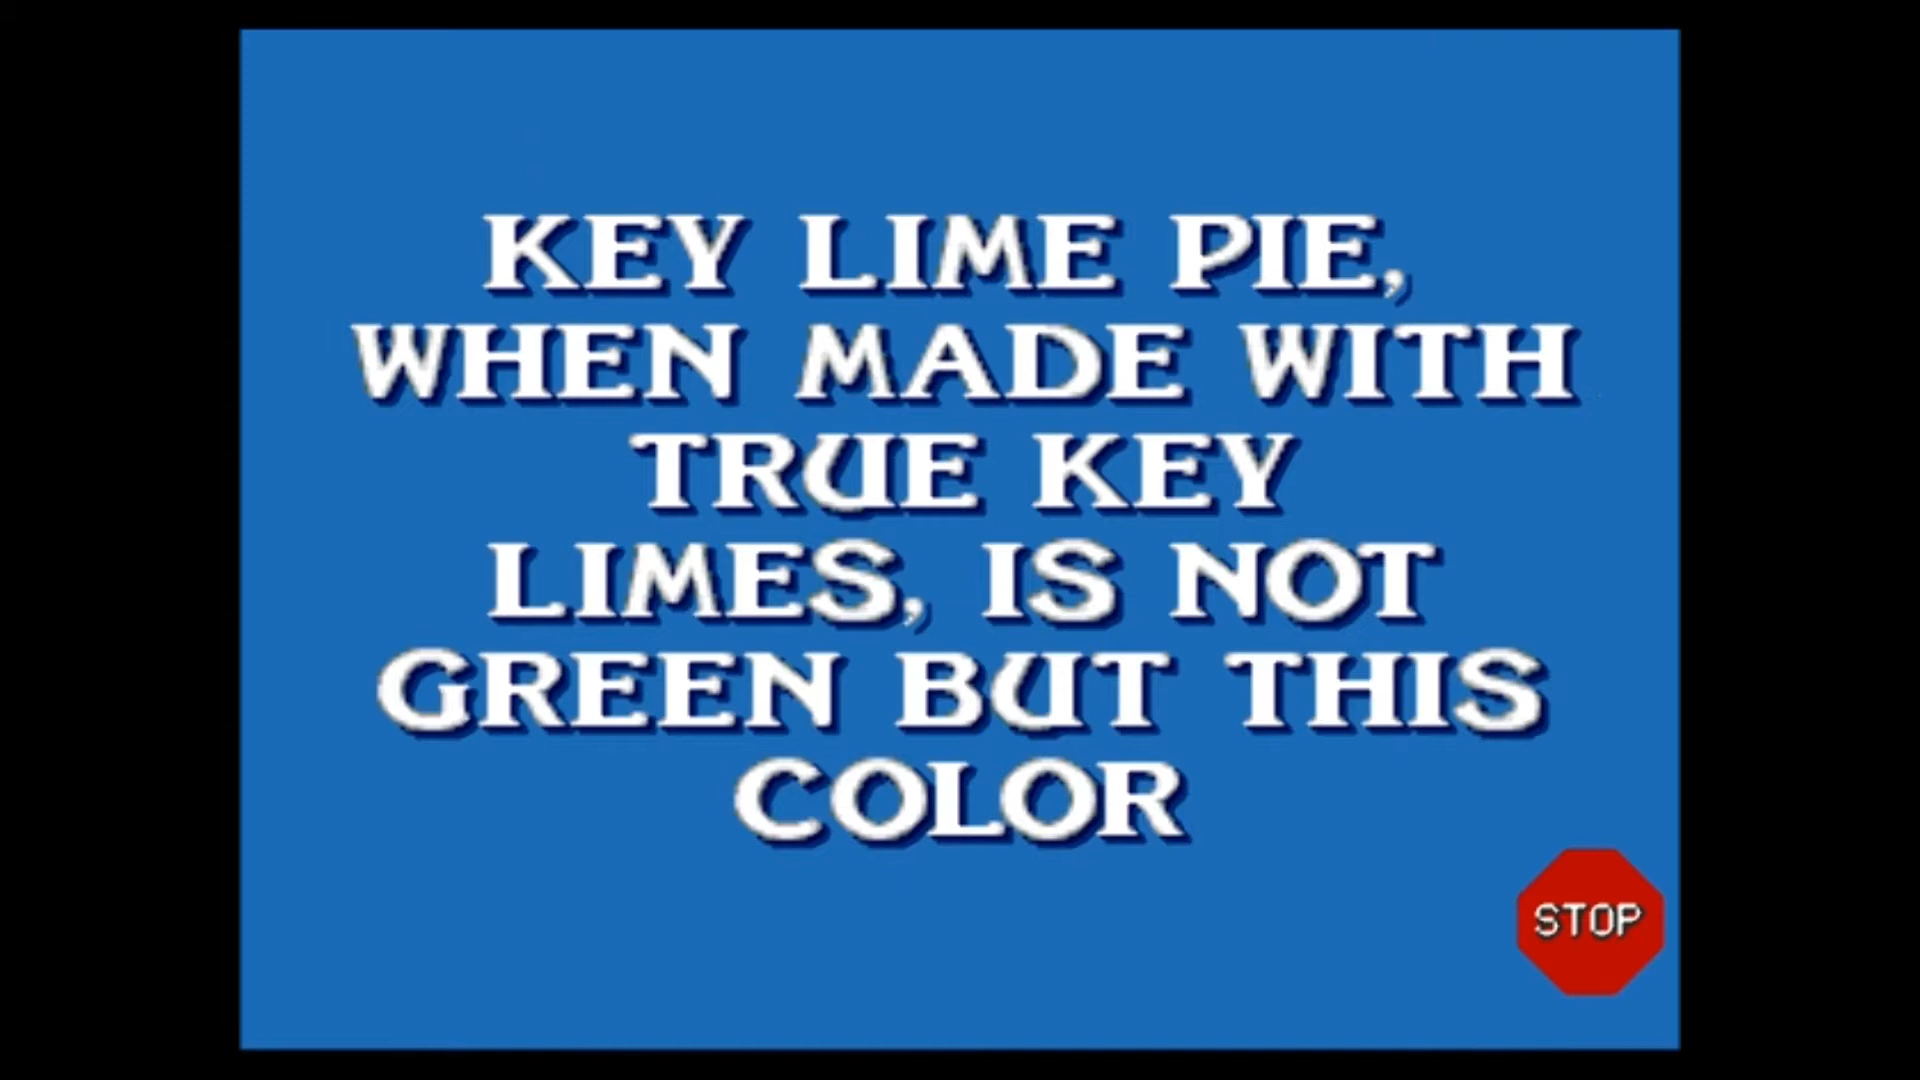 KEY LIME PIE,
WHEN MADE WITH
TRUE KEY
LIMES, IS NOT
GREEN BUT THIS
COLOR
STOP